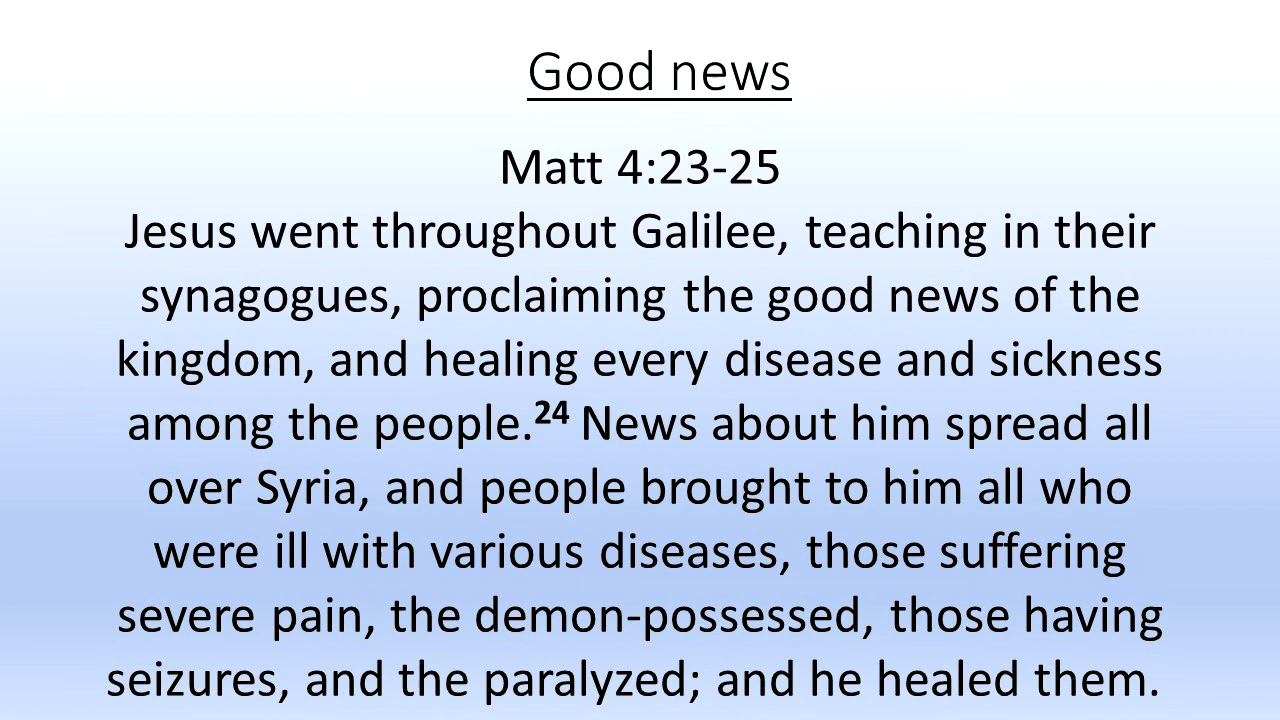 Good news
Matt 4:23-25
Jesus went throughout Galilee, teaching in their
synagogues, proclaiming the good news of the
kingdom, and healing every disease and sickness
among the people.²⁴ News about him spread all
over Syria, and people brought to him all who
were ill with various diseases, those suffering
severe pain, the demon-possessed, those having
seizures, and the paralyzed; and he healed them.